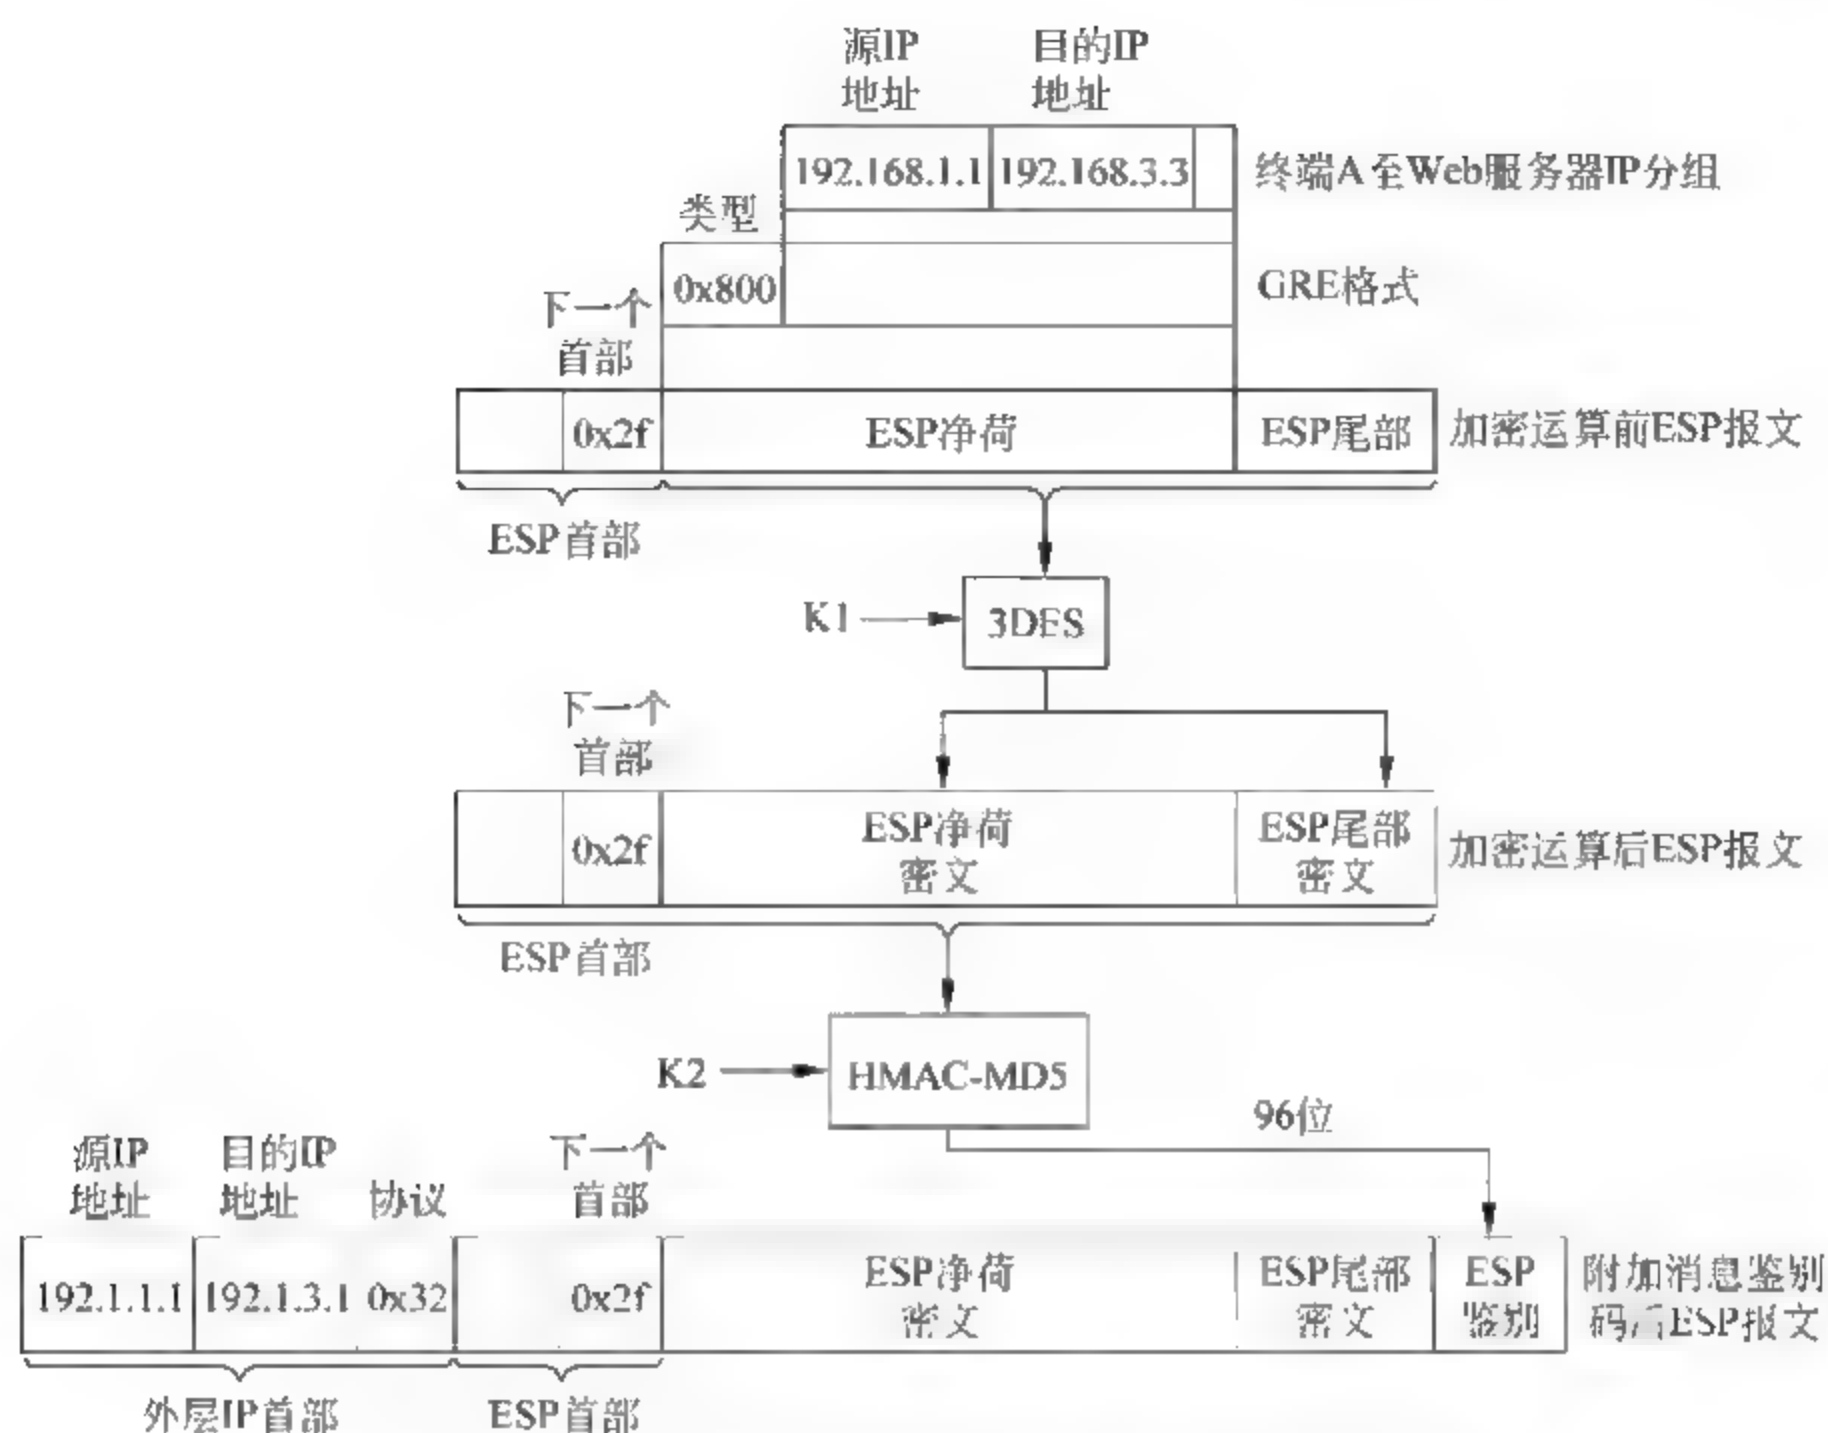 源IP
地址
目的IP
地址
192.168.1.1
192.168.3.3
终端A至Web服务器IP分组
类型
0x800
GRE格式
下一个
首部
0x2f
ESP净荷
ESP尾部
加密运算前ESP报文
ESP首部
K1
3DES
下一个
首部
0x2f
ESP净荷
密文
ESP尾部
密文
加密运算后ESP报文
ESP首部
K2
HMAC-MD5
96位
源IP
地址
目的IP
地址
协议
下一个
首部
192.1.1.1
192.1.3.1
0x32
0x2f
ESP净荷
密文
ESP尾部
密文
ESP
鉴别
附加消息鉴别
码后ESP报文
外层IP首部
ESP首部